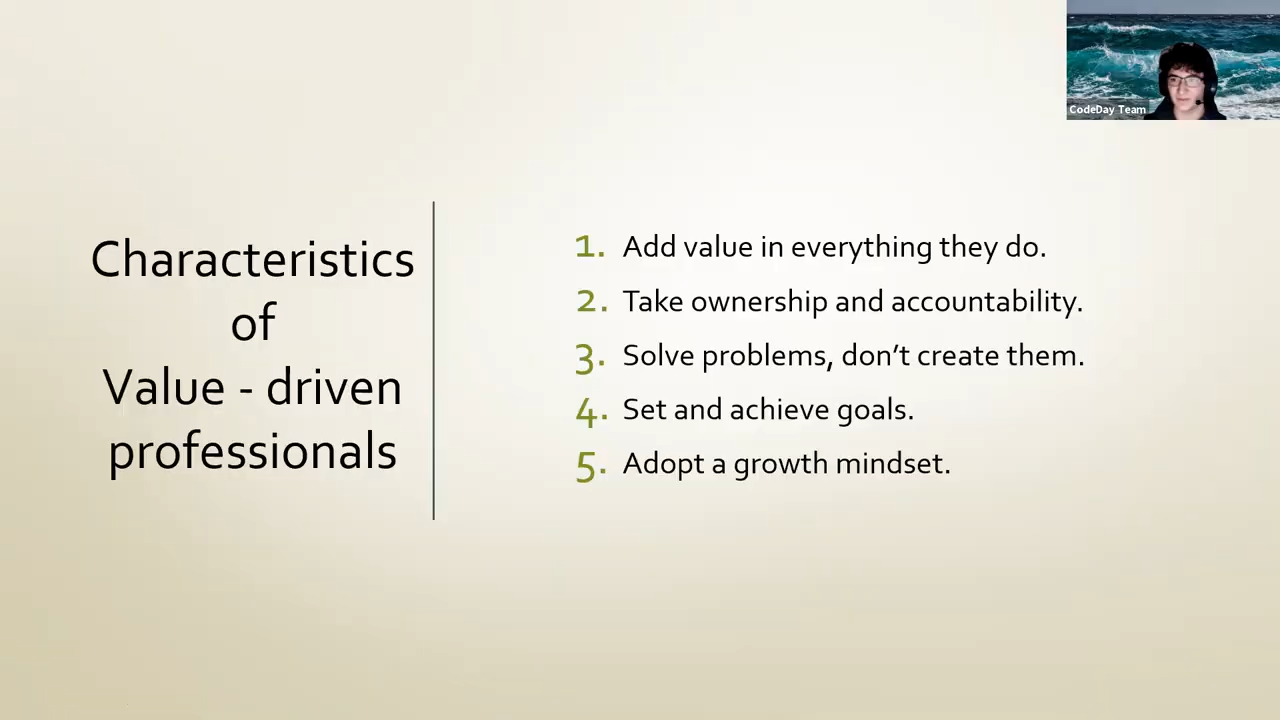 CodeDay Team
Characteristics
of
Value - driven
professionals
1. Add value in everything they do.
2. Take ownership and accountability.
3. Solve problems, don’t create them.
4. Set and achieve goals.
5. Adopt a growth mindset.